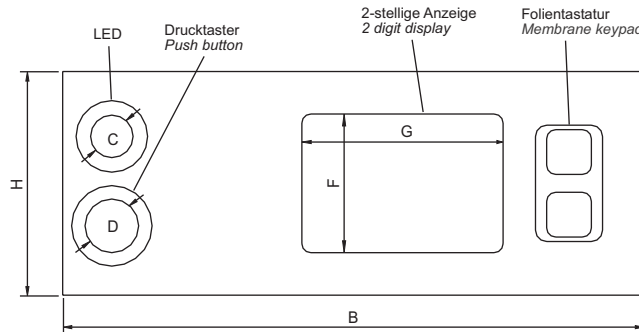 LED
Drucktaster
Push button
2-stellige Anzeige
2 digit display
Folientastatur
Membrane keypad
C
D
G
F
H
B